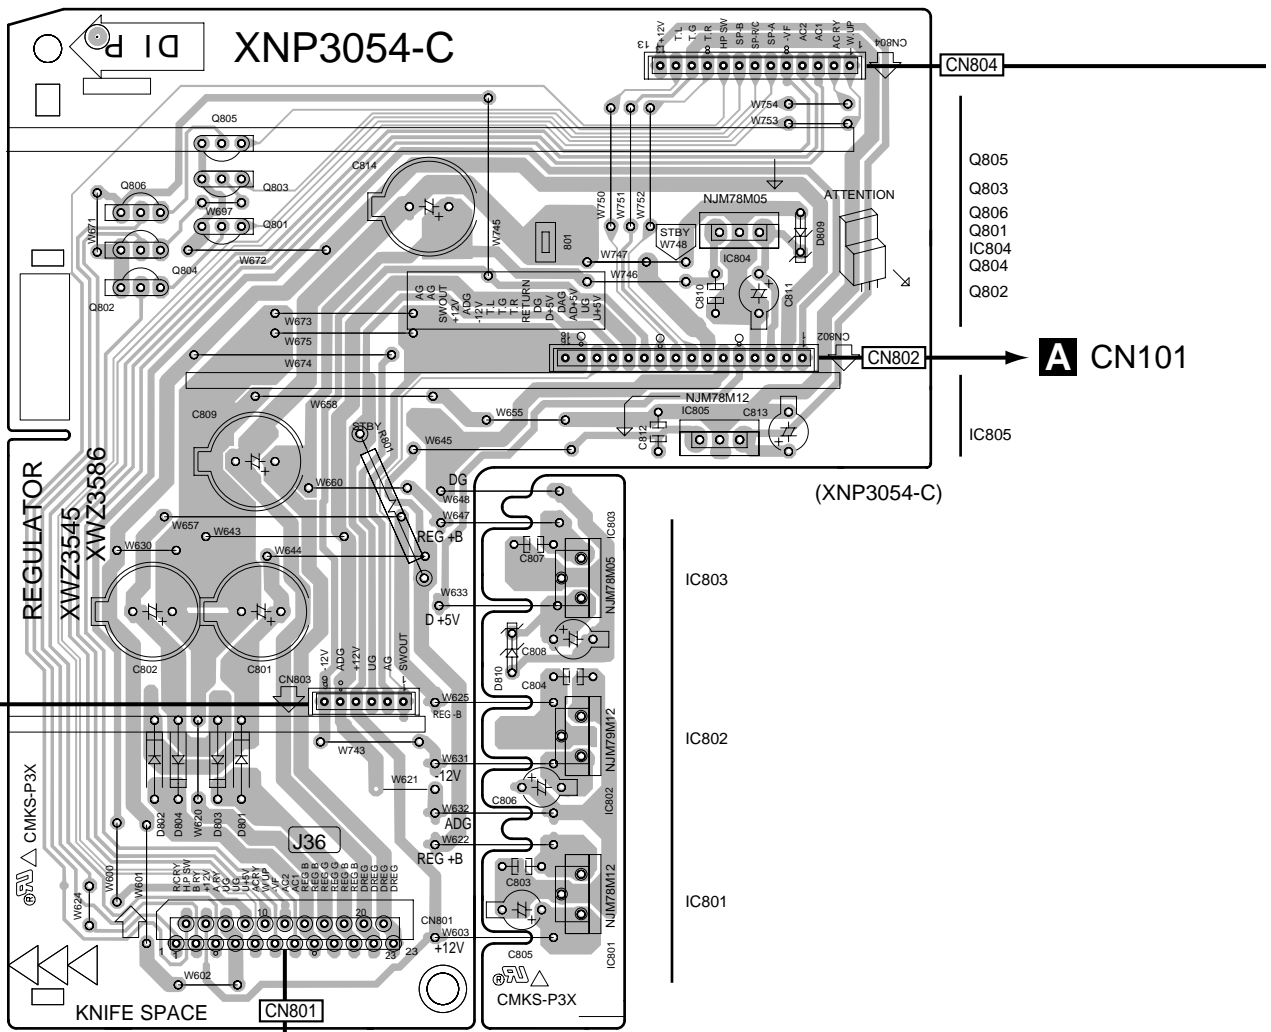 DIP
XNP3054-C
13
T+12V
T.L
T.G
T.R
HP SW
SP-B
SP-R/C
SP-A
-VF
AC2
AC1
AC RY
W.UP
1
CN804
CN804
W754
W753
Q805
Q806
Q803
W697
Q801
W671
Q804
W672
Q802
C814
W745
801
W750
W751
W752
STBY
W748
NJM78M05
IC804
D809
ATTENTION
W747
W746
C810
C811
Q805
Q803
Q806
Q801
IC804
Q804
Q802
AG
AG
SWOUT
+12V
ADG
-12V
T.L
T.G
T.R
RETURN
DG
D+5V
DAG
AD+5V
UG
U+5V
W673
W675
W674
CN802
CN802
A CN101
W658
C809
STBY
R801
W655
W645
NJM78M12
IC805
C813
C812
IC805
(XNP3054-C)
REGULATOR
XWZ3545
XWZ3586
W660
W657
W643
W630
W644
DG
W648
W647
REG +B
W633
D +5V
IC803
C807
NJM78M05
IC803
C808
D810
C804
C802
C801
CN803
-12V
ADG
+12V
UG
AG
SWOUT
W625
REG -B
W743
W631
-12V
W621
NJM79M12
IC802
C806
IC802
W632
ADG
W622
REG +B
D802
D804
W620
D803
D801
CMKS-P3X
J36
W600
W601
W624
R/CRY
H.P SW
B RY
+12V
A.RY
UG
UG
U+5V
ACRY
W.UP
-VF
AC2
AC1
REG B
REG B
REG G
REG G
REG B
REG B
DREG
DREG
DREG
DREG
10
20
CN801
1
1
23
23
W603
+12V
C803
NJM78M12
IC801
C805
IC801
W602
CMKS-P3X
KNIFE SPACE
CN801